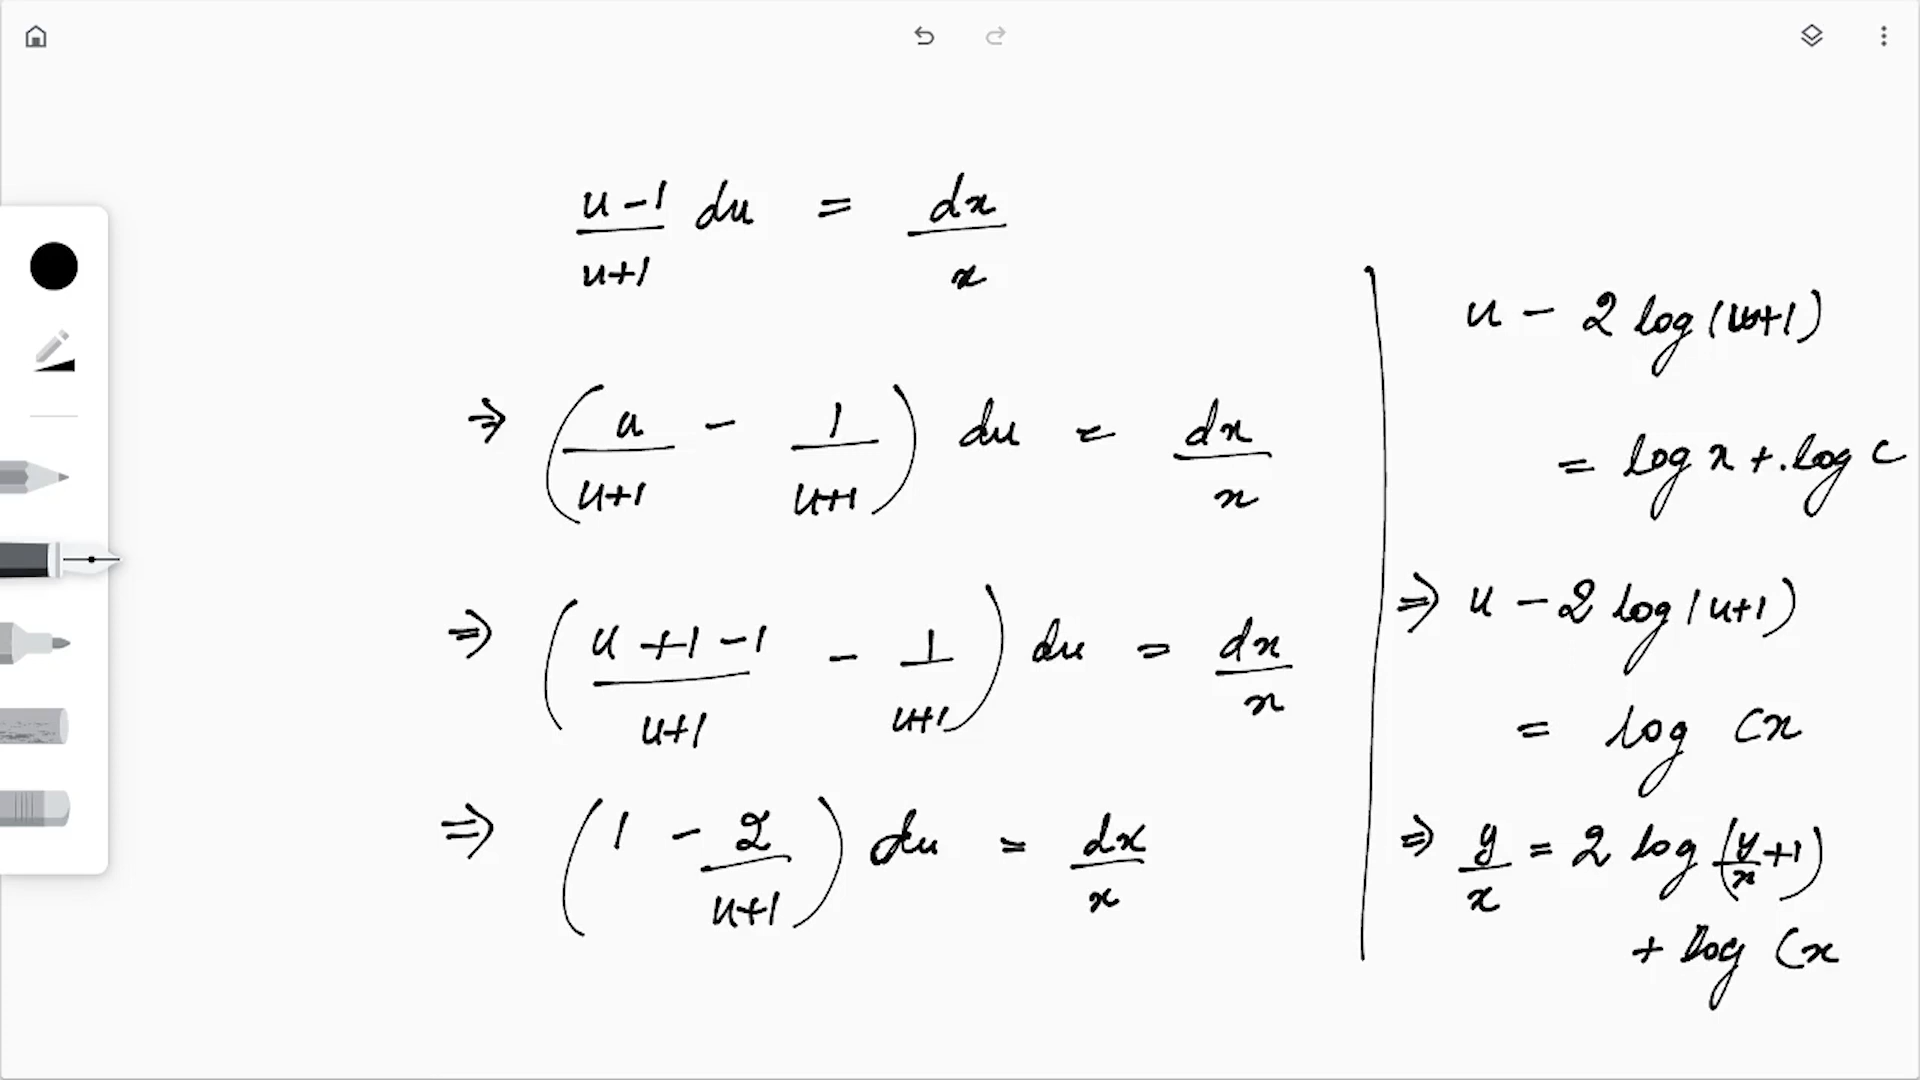 u-1/u+1 du = dx/x
⇒ (u/u+1 - 1/u+1) du = dx/x
⇒ (u+1-1/u+1 - 1/u+1) du = dx/x
⇒ (1 - 2/u+1) du = dx/x
u - 2 log(u+1)
= log x + log c
⇒ u - 2 log(u+1)
= log Cx
⇒ y/x = 2 log (y/x+1)
+ log Cx